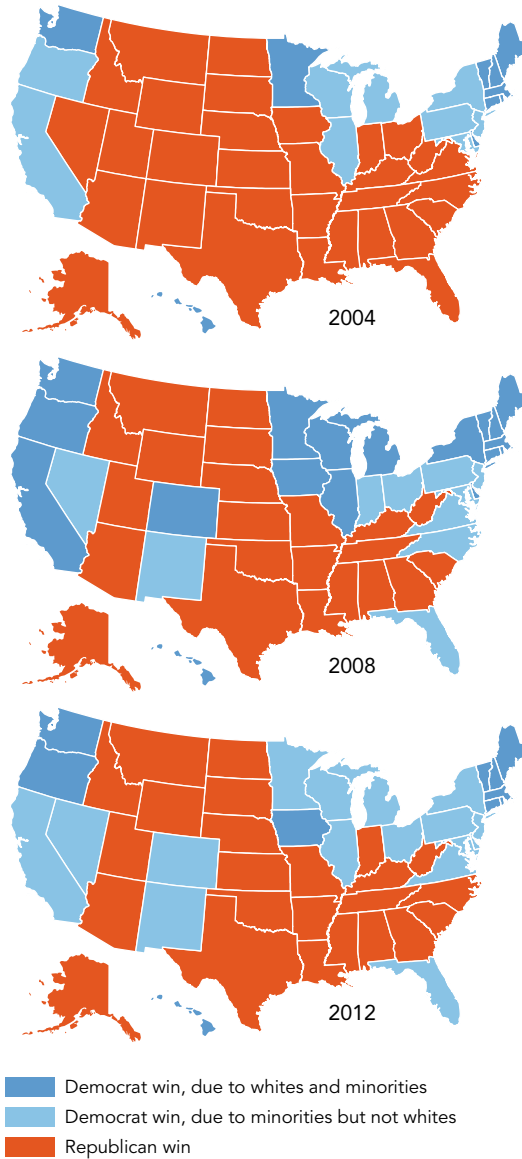 2004
2008
2012
Democrat win, due to whites and minorities
Democrat win, due to minorities but not whites
Republican win